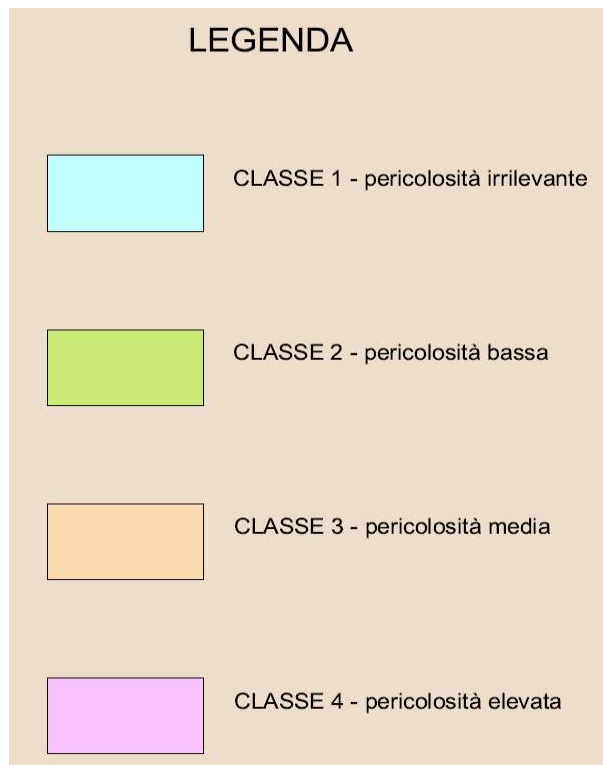 LEGENDA
CLASSE 1 - pericolosità irrilevante
CLASSE 2 - pericolosità bassa
CLASSE 3 - pericolosità media
CLASSE 4 - pericolosità elevata